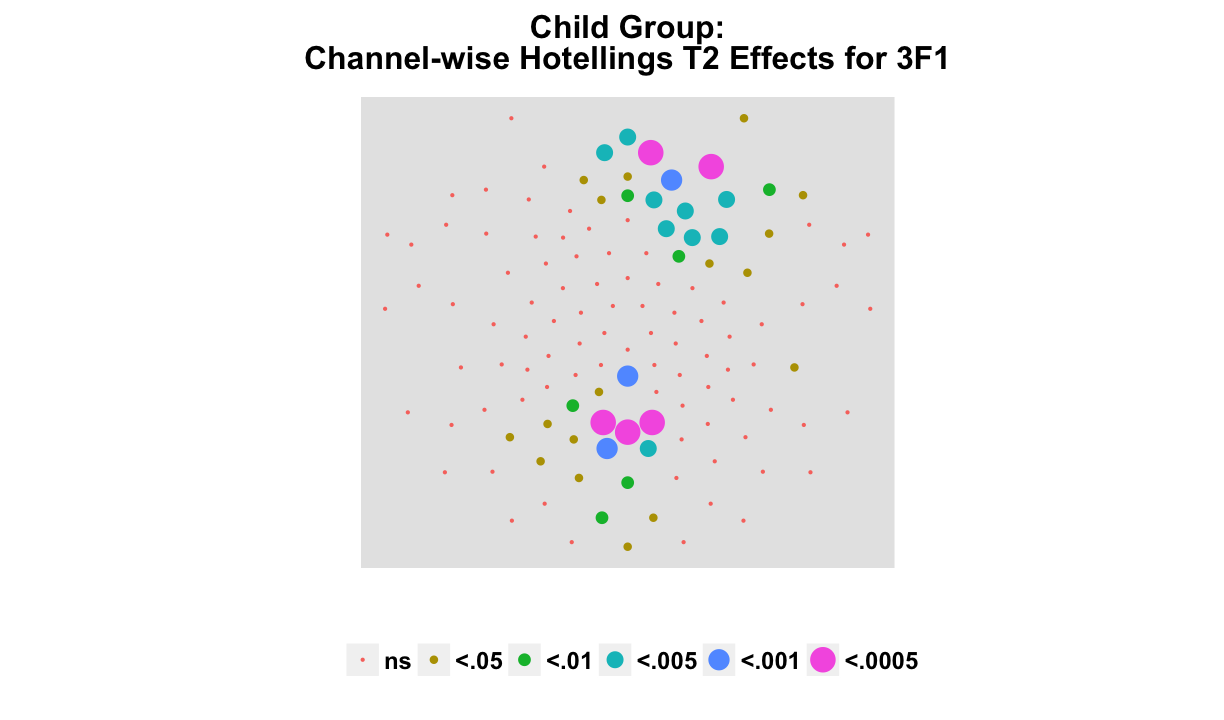 Child Group:
Channel-wise Hotellings T2 Effects for 3F1
ns <.05 <.01 <.005 <.001 <.0005